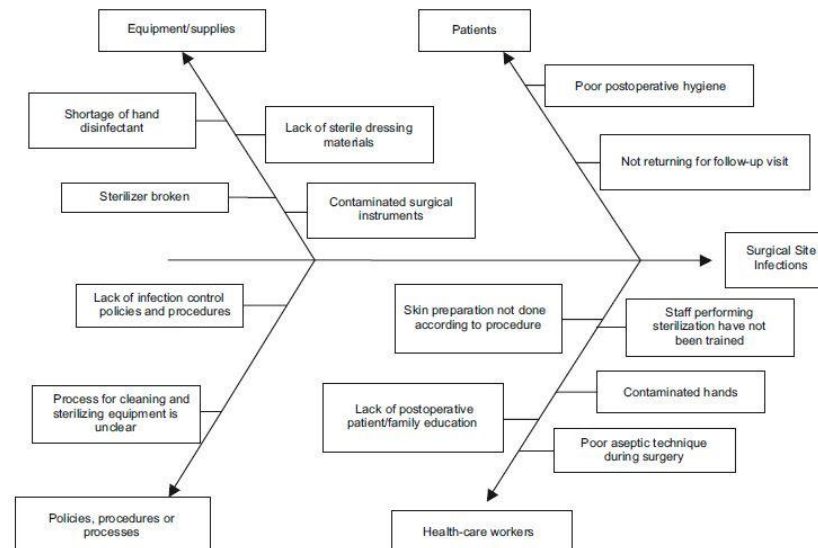 Equipment/supplies
Patients
Shortage of hand
disinfectant
Lack of sterile dressing
materials
Sterilizer broken
Contaminated surgical
instruments
Poor postoperative hygiene
Not returning for follow-up visit
Surgical Site
Infections
Lack of infection control
policies and procedures
Process for cleaning and
sterilizing equipment is
unclear
Policies, procedures or
processes
Skin preparation not done
according to procedure
Staff performing
sterilization have not
been trained
Contaminated hands
Lack of postoperative
patient/family education
Poor aseptic technique
during surgery
Health-care workers